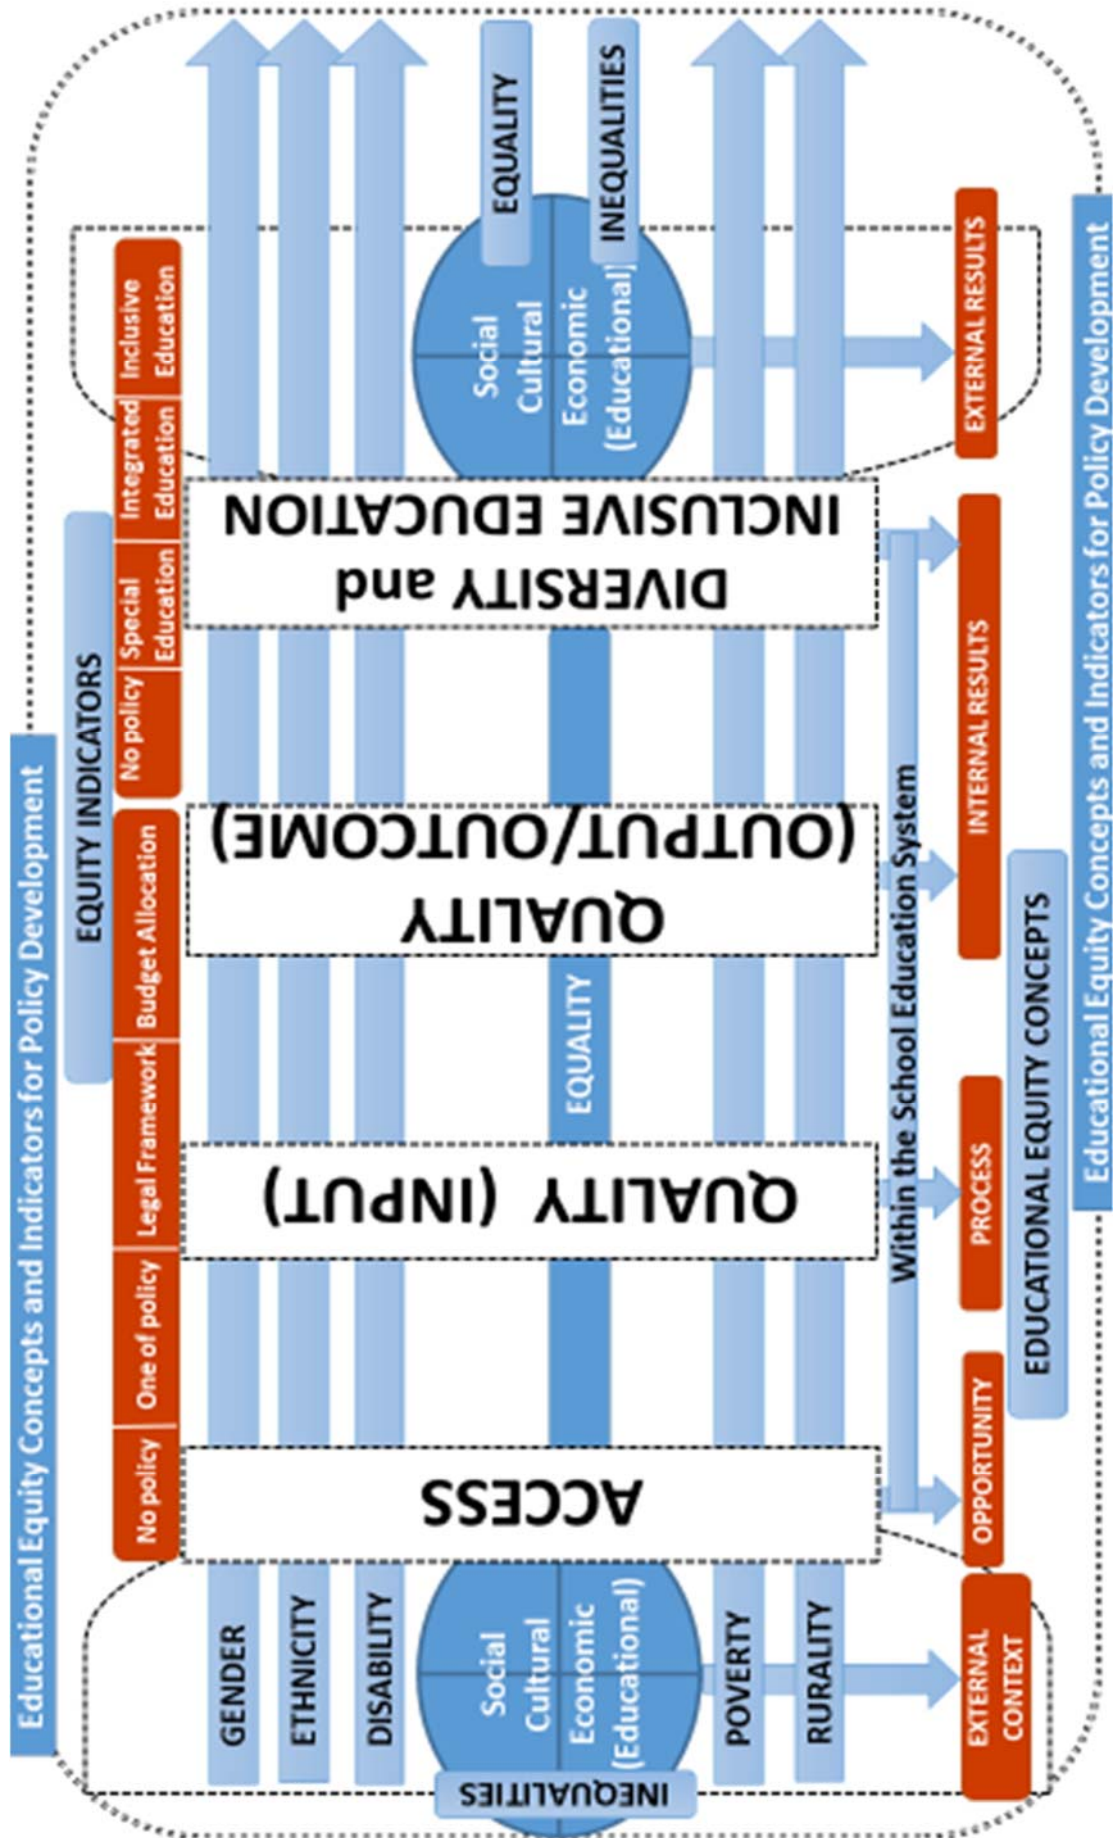 Educational Equity Concepts and Indicators for Policy Development
EQUITY INDICATORS
No policy
One of policy
Legal Framework
Budget Allocation
No policy
Special
Education
Integrated
Education
Inclusive
Education
GENDER
ETHNICITY
DISABILITY
INEQUALITIES
Social
Cultural
Economic
(Educational)
POVERTY
RURALITY
ACCESS
QUALITY (INPUT)
EQUALITY
QUALITY
(OUTPUT/OUTCOME)
DIVERSITY and
INCLUSIVE EDUCATION
Social
Cultural
Economic
(Educational)
EQUALITY
INEQUALITIES
Within the School Education System
EXTERNAL
CONTEXT
OPPORTUNITY
PROCESS
INTERNAL RESULTS
EXTERNAL RESULTS
EDUCATIONAL EQUITY CONCEPTS
Educational Equity Concepts and Indicators for Policy Development